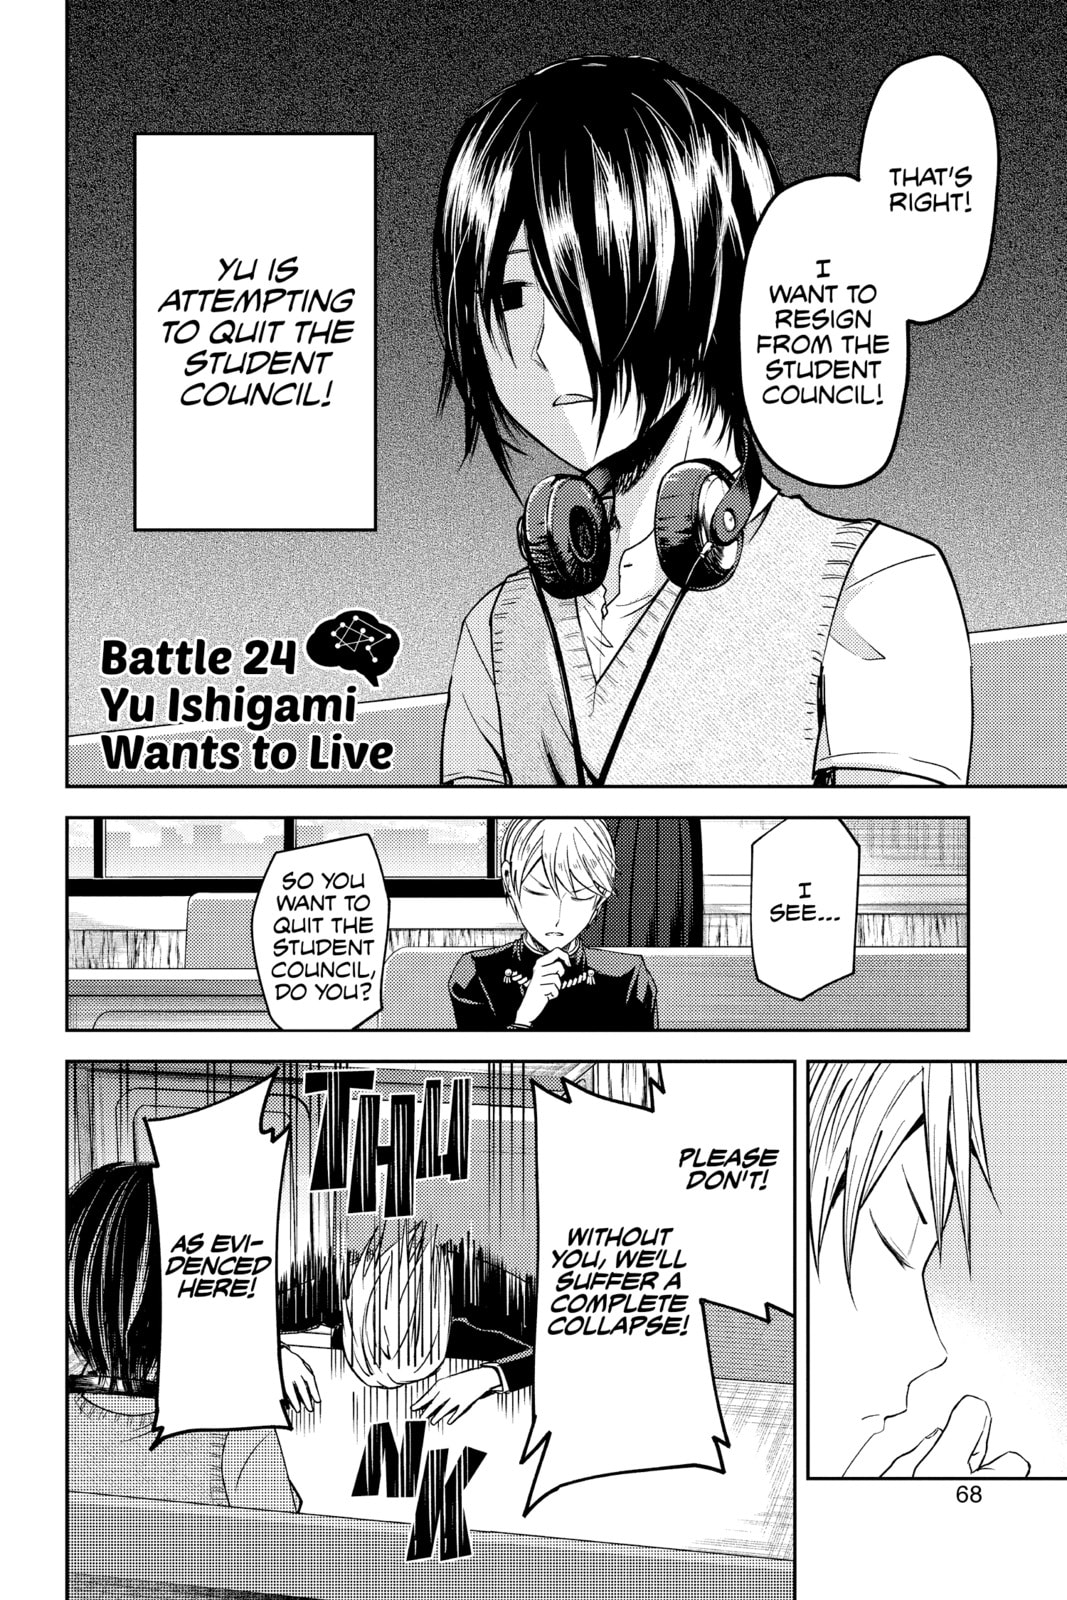 THAT'S
RIGHT!
I
WANT TO
RESIGN
FROM THE
STUDENT
COUNCIL!
YU IS
ATTEMPTING
TO QUIT THE
STUDENT
COUNCIL!
Battle 24
Yu Ishigami
Wants to Live
I
SEE...
SO YOU
WANT TO
QUIT THE
STUDENT
COUNCIL,
DO YOU?
PLEASE
DON'T!
WITHOUT
YOU, WE'LL
SUFFER A
COMPLETE
COLLAPSE!
THU
NK
AS EVI-
DENCED
HERE!
68